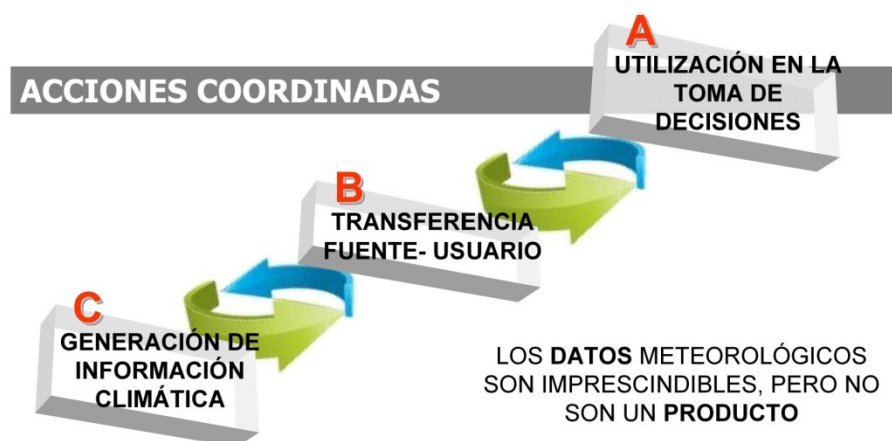 A
UTILIZACIÓN EN LA
TOMA DE
DECISIONES
ACCIONES COORDINADAS
B
TRANSFERENCIA
FUENTE- USUARIO
C
GENERACIÓN DE
INFORMACIÓN
CLIMÁTICA
LOS DATOS METEOROLÓGICOS
SON IMPRESCINDIBLES, PERO NO
SON UN PRODUCTO